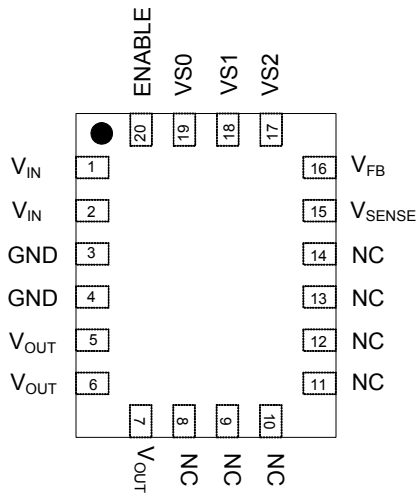 ENABLE VS0 VS1 VS2
20 19 18 17
VIN 1 16 VFB
VIN 2 15 VSENSE
GND 3 14 NC
GND 4 13 NC
VOUT 5 12 NC
VOUT 6 11 NC
7 8 9 10
VOUT NC NC NC